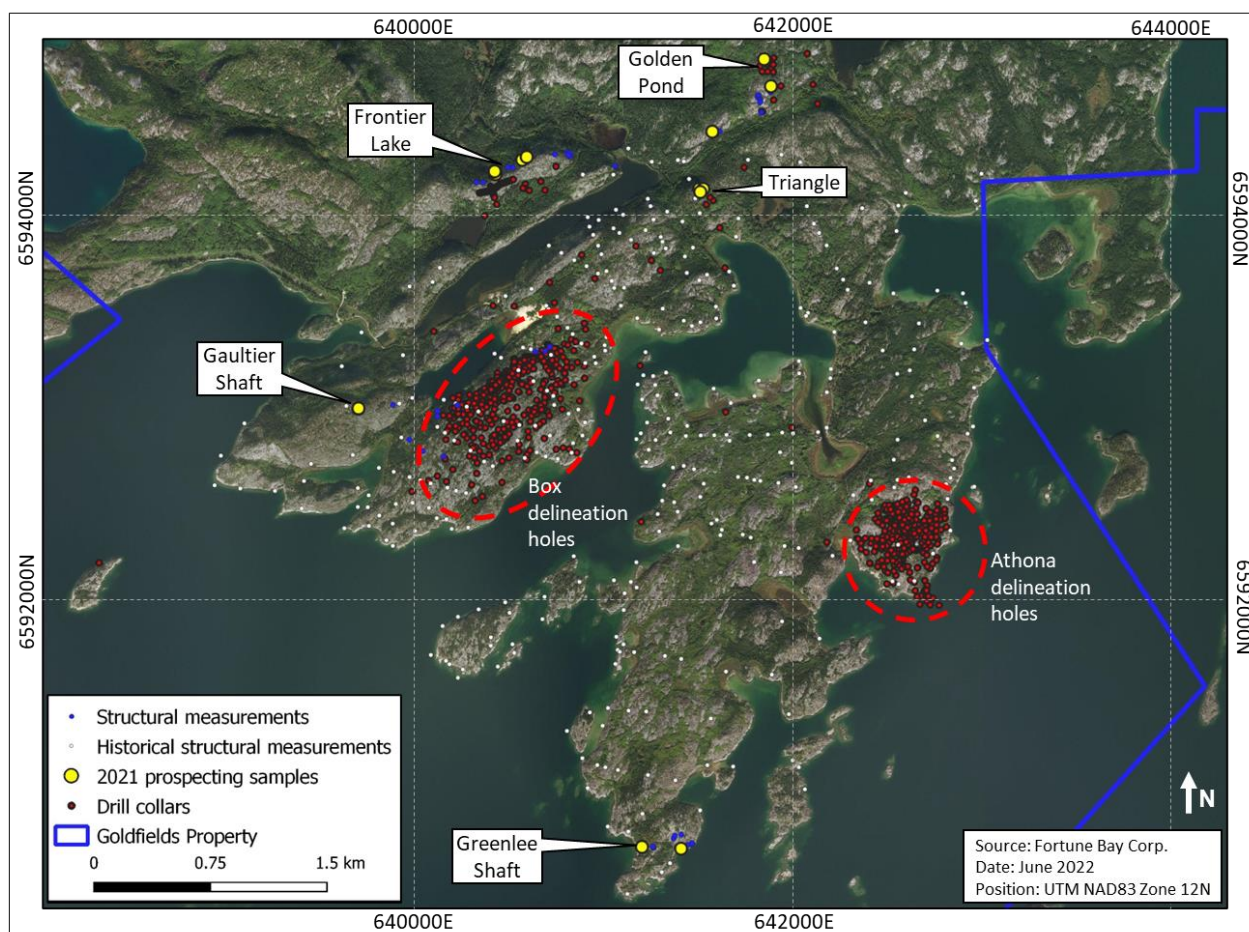 640000E
642000E
644000E
Golden
Pond
Frontier
Lake
Triangle
6594000N
6594000N
Gaultier
Shaft
Box
delineation
holes
Athona
delineation
holes
6592000N
6592000N
Structural measurements
Historical structural measurements
2021 prospecting samples
Drill collars
Goldfields Property
0
0.75
1.5 km
Greenlee
Shaft
N
Source: Fortune Bay Corp.
Date: June 2022
Position: UTM NAD83 Zone 12N
640000E
642000E